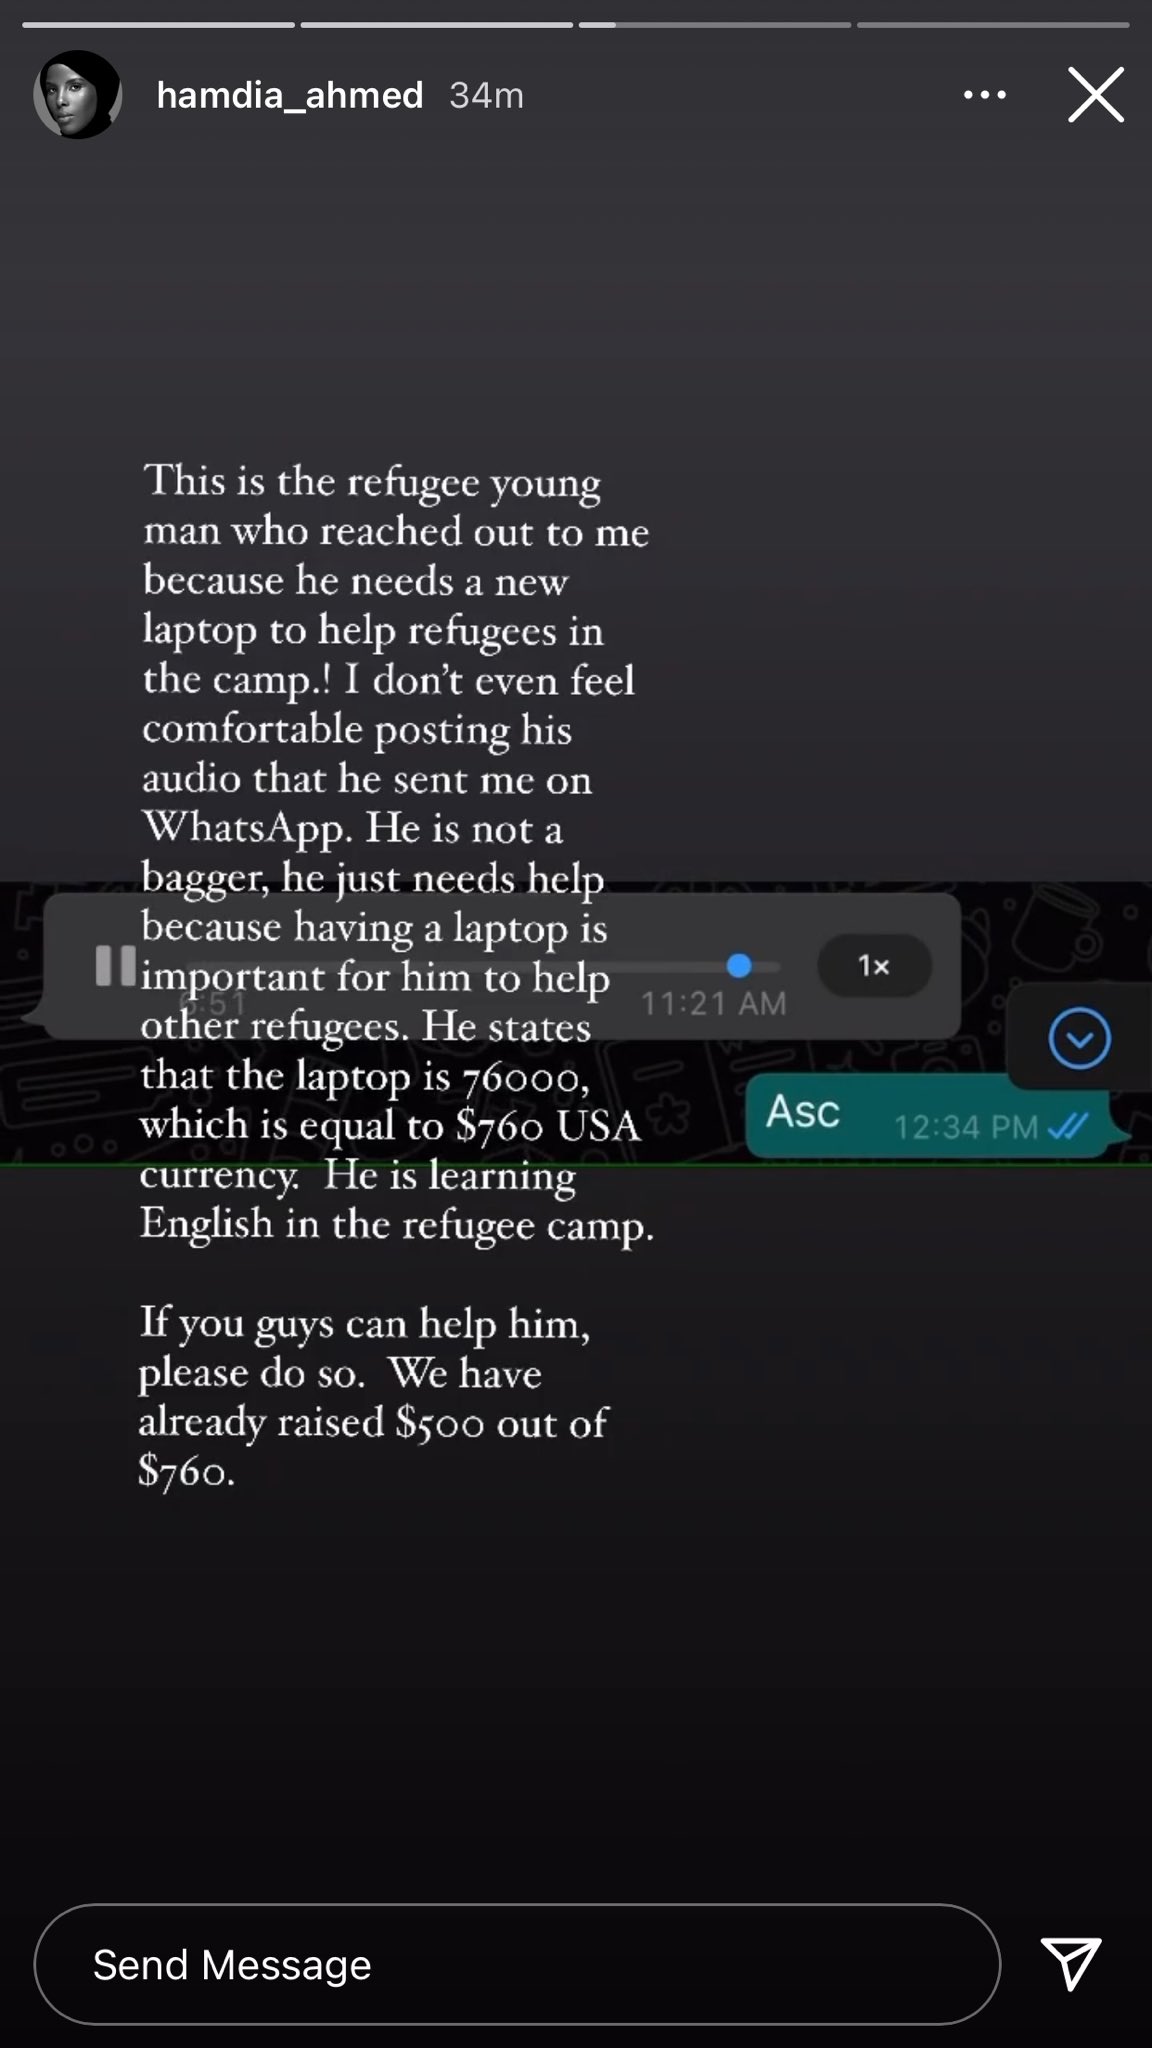 hamdia_ahmed 34m
This is the refugee young
man who reached out to me
because he needs a new
laptop to help refugees in
the camp.! I don't even feel
comfortable posting his
audio that he sent me on
WhatsApp. He is not a
bagger, he just needs help
because having a laptop is
important for him to help
1x
6:51
11:21 AM
other refugees. He states
that the laptop is 76000,
which is equal to $760 USA
Asc 12:34 PM
currency.  He is learning
English in the refugee camp.
If you guys can help him,
please do so.  We have
already raised $500 out of
$760.
Send Message